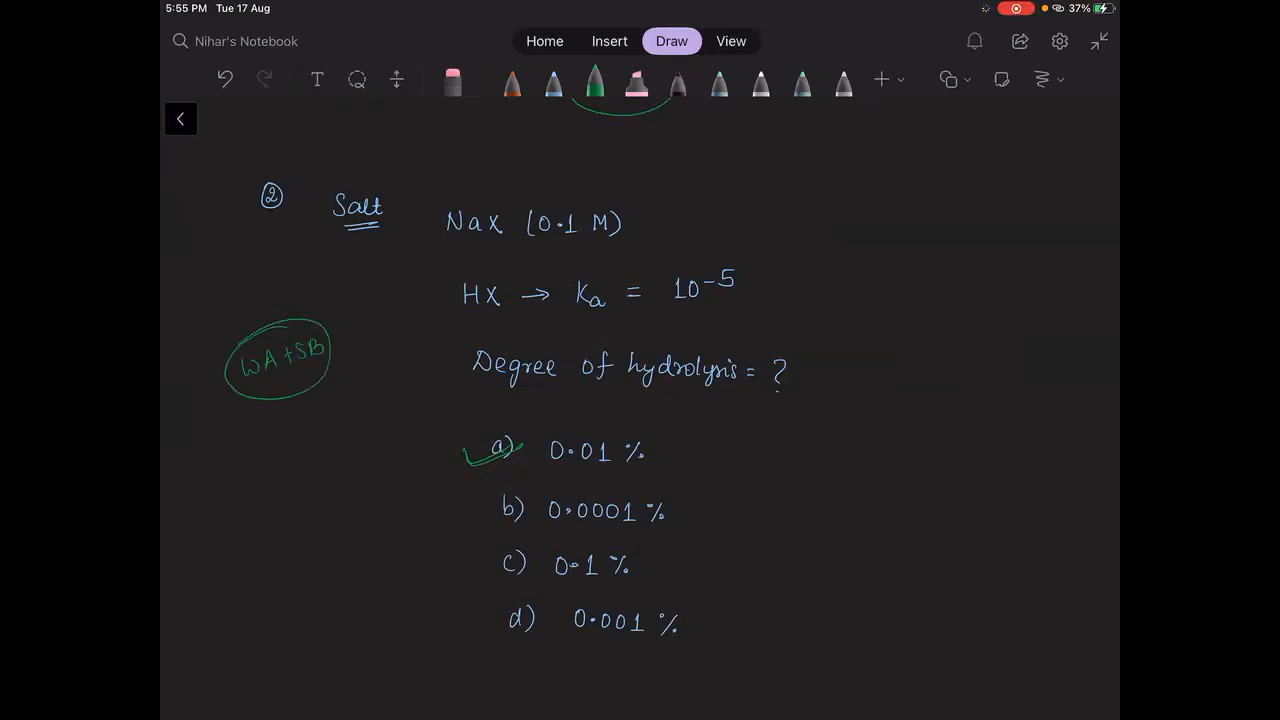 5:55 PM Tue 17 Aug
37%
Nihar's Notebook
Home Insert Draw View
T
②
Salt
NaX (0.1 M)
HX → Ka = 10⁻⁵
WA+SB
Degree of hydrolysis = ?
a) 0.01 %
b) 0.0001 %
c) 0.1 %
d) 0.001 %